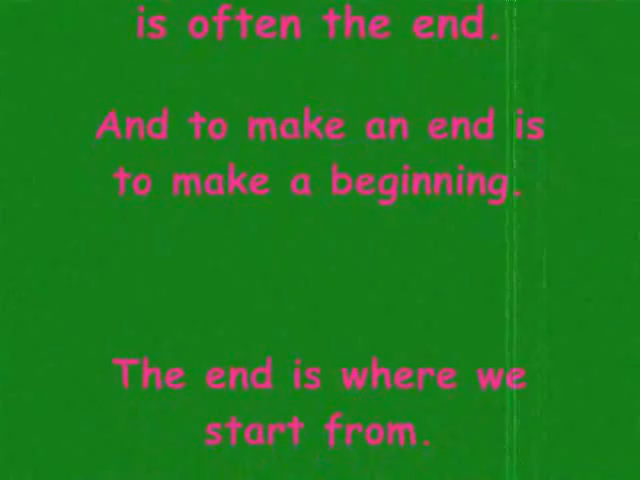 is often the end.
And to make an end is
to make a beginning.
The end is where we
start from.